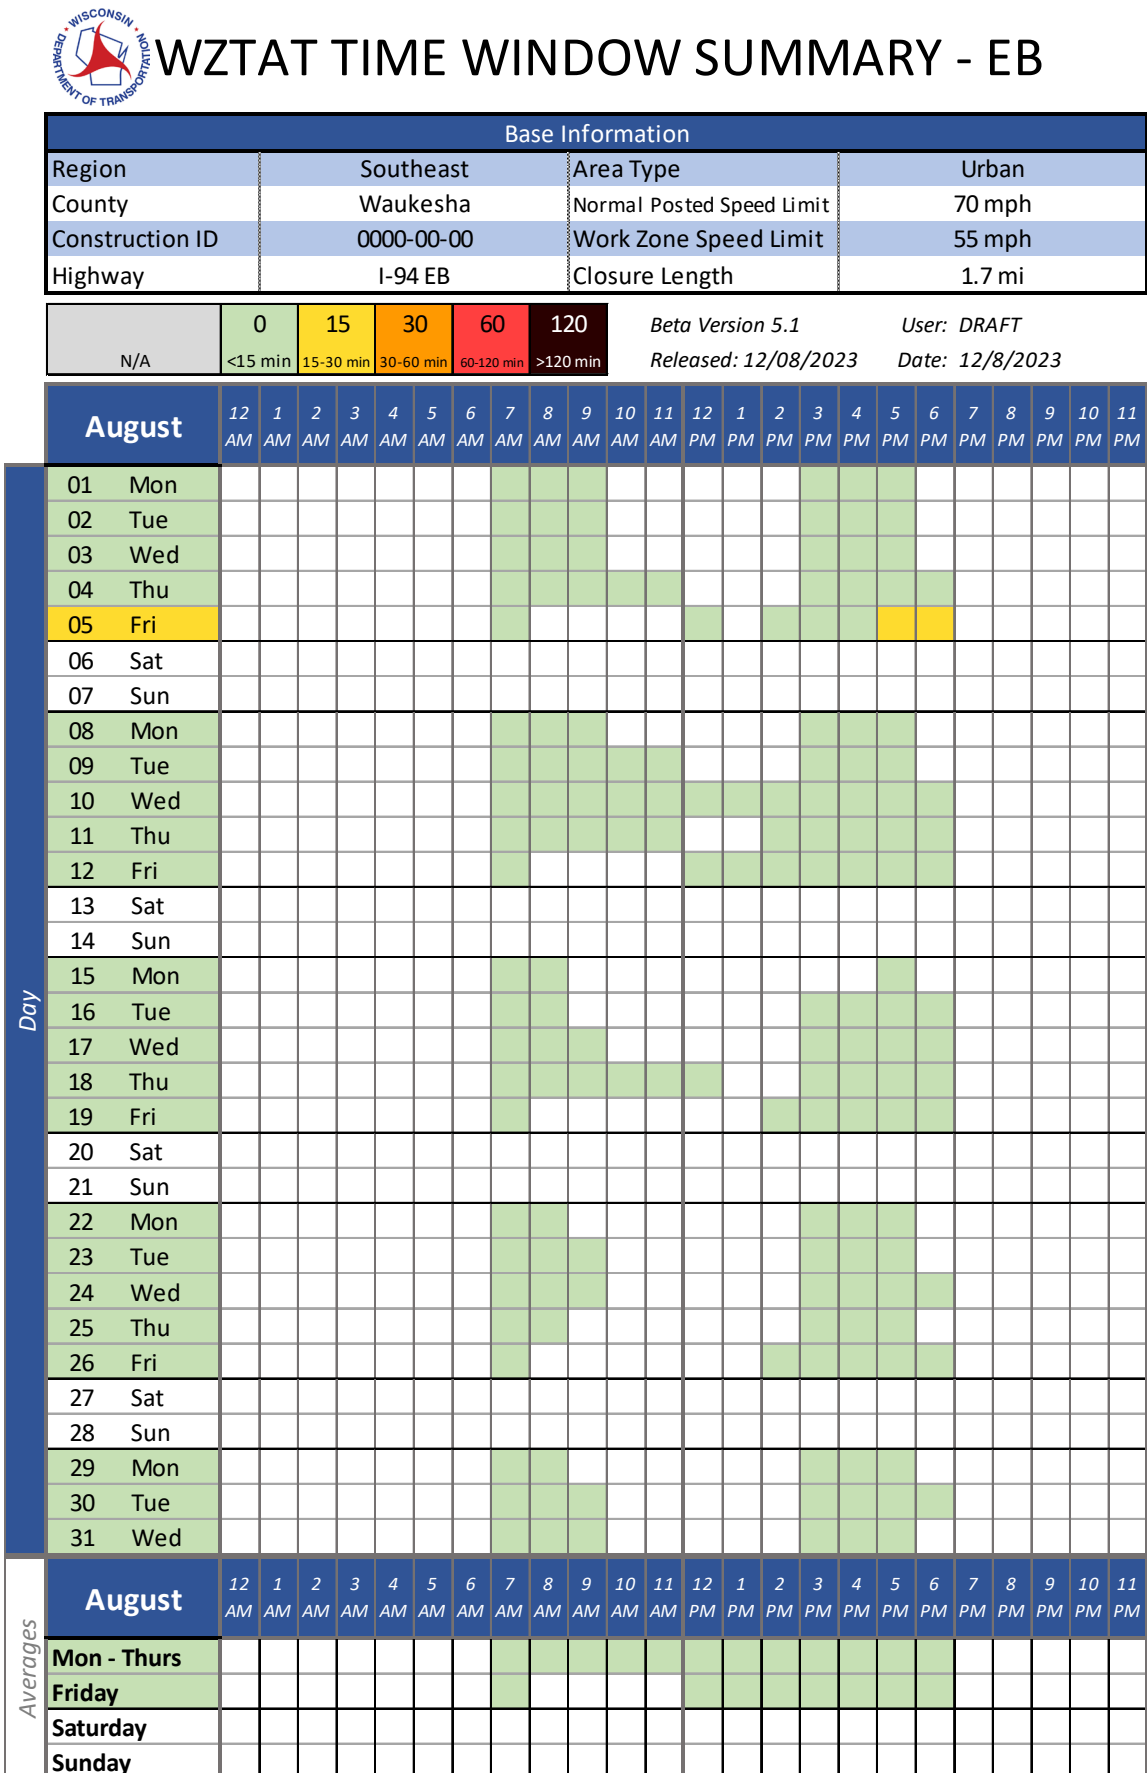 WISCONSIN
DEPARTMENT OF TRANSPORTATION
WZTAT TIME WINDOW SUMMARY - EB
Base Information
Region Southeast Area Type Urban
County Waukesha Normal Posted Speed Limit 70 mph
Construction ID 0000-00-00 Work Zone Speed Limit 55 mph
Highway I-94 EB Closure Length 1.7 mi
0 15 30 60 120 Beta Version 5.1 User: DRAFT
N/A <15 min 15-30 min 30-60 min 60-120 min >120 min Released: 12/08/2023 Date: 12/8/2023
August 12 AM 1 AM 2 AM 3 AM 4 AM 5 AM 6 AM 7 AM 8 AM 9 AM 10 AM 11 AM 12 PM 1 PM 2 PM 3 PM 4 PM 5 PM 6 PM 7 PM 8 PM 9 PM 10 PM 11 PM
Day
01 Mon
02 Tue
03 Wed
04 Thu
05 Fri
06 Sat
07 Sun
08 Mon
09 Tue
10 Wed
11 Thu
12 Fri
13 Sat
14 Sun
15 Mon
16 Tue
17 Wed
18 Thu
19 Fri
20 Sat
21 Sun
22 Mon
23 Tue
24 Wed
25 Thu
26 Fri
27 Sat
28 Sun
29 Mon
30 Tue
31 Wed
Averages
August 12 AM 1 AM 2 AM 3 AM 4 AM 5 AM 6 AM 7 AM 8 AM 9 AM 10 AM 11 AM 12 PM 1 PM 2 PM 3 PM 4 PM 5 PM 6 PM 7 PM 8 PM 9 PM 10 PM 11 PM
Mon - Thurs
Friday
Saturday
Sunday